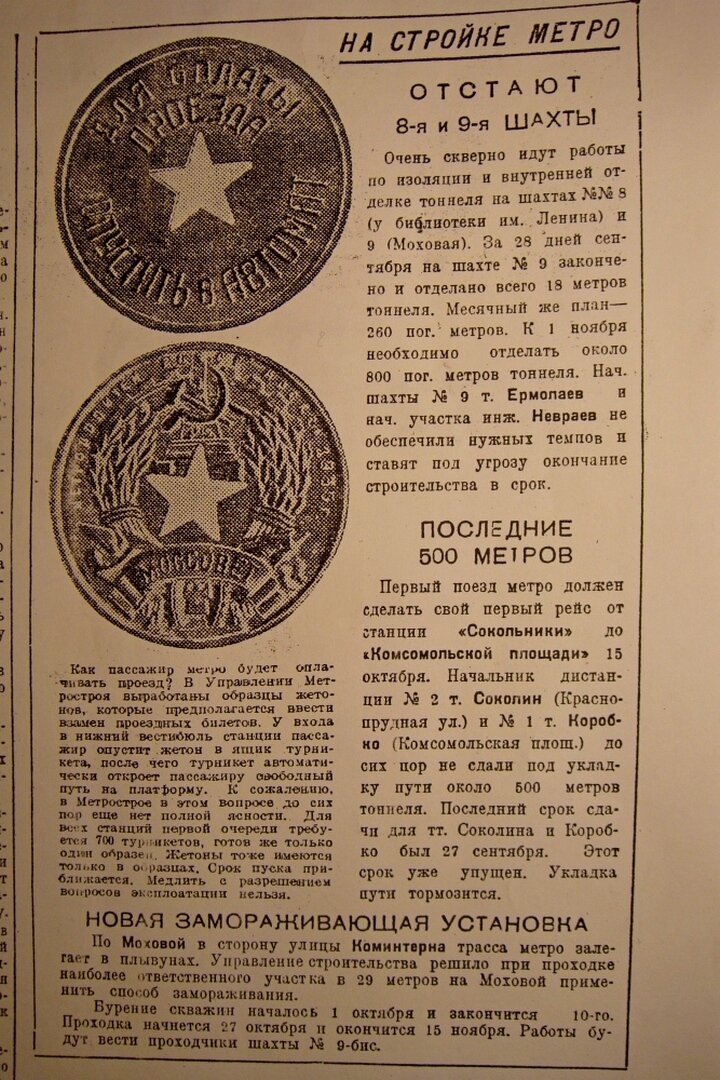 НА СТРОЙКЕ МЕТРО
ОТСТАЮТ
8-я и 9-я ШАХТЫ
Очень скверно идут работы
по изоляции и внутренней от-
делке тоннеля на шахтах №№ 8
(у библиотеки им. Ленина) и
9 (Моховая). За 28 дней сен-
тября на шахте № 9 закончe-
но и отделано всего 18 метров
тоннеля. Месячный же план—
260 пог. метров. К 1 ноября
необходимо отделать около
800 пог. метров тоннеля. Нач.
шахты № 9 т. Ермолаев и
нач. участка инж. Невраев не
обеспечили нужных темпов и
ставят под угрозу окончание
строительства в срок.
ПОСЛЕДНИЕ
500 МЕТРОВ
Первый поезд метро должен
сделать свой первый рейс от
станции «Сокольники» до
«Комсомольской площади» 15
октября. Начальник дистан-
ции № 2 т. Соколин (Красно-
прудная ул.) и № 1 т. Короб-
ко (Комсомольская площ.) до
сих пор не сдали под уклад-
ку пути около 500 метров
тоннеля. Последний срок сда-
чи для тт. Соколина и Короб-
ко был 27 сентября. Этот
срок уже упущен. Укладка
пути тормозится.
ДЛЯ ОПЛАТЫ
ПРОЕЗДА
ОПУСТИТЬ В АВТОМАТ
МОССОВЕТ
Как пассажир метро будет опла-
чивать проезд? В Управлении Мет-
ростроя выработаны образцы жето-
нов, которые предполагается ввести
взамен проездных билетов. У входа
в нижний вестибюль станции пасса-
жир опустит жетон в ящик турни-
кета, после чего турникет автомати-
чески откроет пассажиру свободный
путь на платформу. К сожалению,
в Метрострое в этом вопросе до сих
пор еще нет полной ясности. Для
всех станций первой очереди требу-
ется 700 турникетов, готов же только
один образец. Жетоны тоже имеются
только в образцах. Срок пуска при-
ближается. Медлить с разрешением
вопросов эксплоатации нельзя.
НОВАЯ ЗАМОРАЖИВАЮЩАЯ УСТАНОВКА
По Моховой в сторону улицы Коминтерна трасса метро зале-
гает в плывунах. Управление строительства решило при проходке
наиболее ответственного участка в 29 метров на Моховой приме-
нить способ замораживания.
Бурение скважин началось 1 октября и закончится 10-го.
Проходка начнется 27 октября и окончится 15 ноября. Работы бу-
дут вести проходчики шахты № 9-бис.